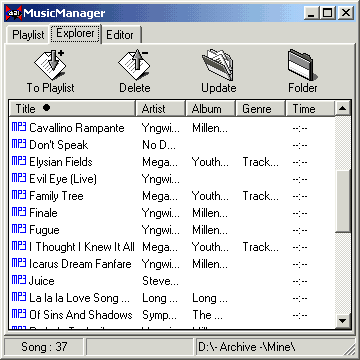 MusicManager
Playlist Explorer Editor
To Playlist Delete Update Folder
Title Artist Album Genre Time
MP3 Cavallino Rampante Yngwi... Millen... --:--
MP3 Don't Speak No D... --:--
MP3 Elysian Fields Mega... Youth... Track... --:--
MP3 Evil Eye (Live) Yngwi... --:--
MP3 Family Tree Mega... Youth... Track... --:--
MP3 Finale Yngwi... Millen... --:--
MP3 Fugue Yngwi... Millen... --:--
MP3 I Thought I Knew It All Mega... Youth... Track... --:--
MP3 Icarus Dream Fanfare Yngwi... Millen... --:--
MP3 Juice Steve... --:--
MP3 La la la Love Song ... Long ... Long ... --:--
MP3 Of Sins And Shadows Symp... The ... --:--
Song : 37 D:\- Archive -\Mine\